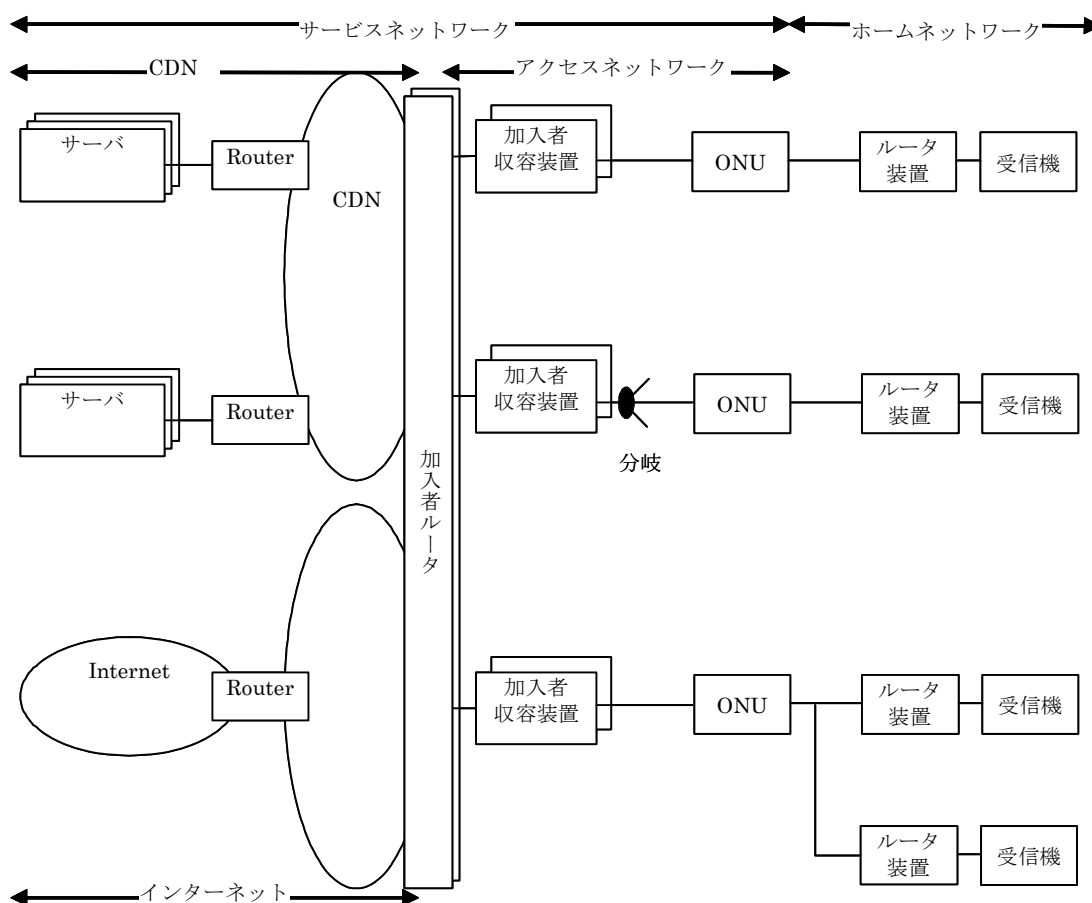 サービスネットワーク
ホームネットワーク
CDN
アクセスネットワーク
サーバ
Router
CDN
加入者
収容装置
ONU
ルータ
装置
受信機
サーバ
Router
加入者
収容装置
分岐
ONU
ルータ
装置
受信機
加入者ルータ
Internet
Router
加入者
収容装置
ONU
ルータ
装置
受信機
ルータ
装置
受信機
インターネット